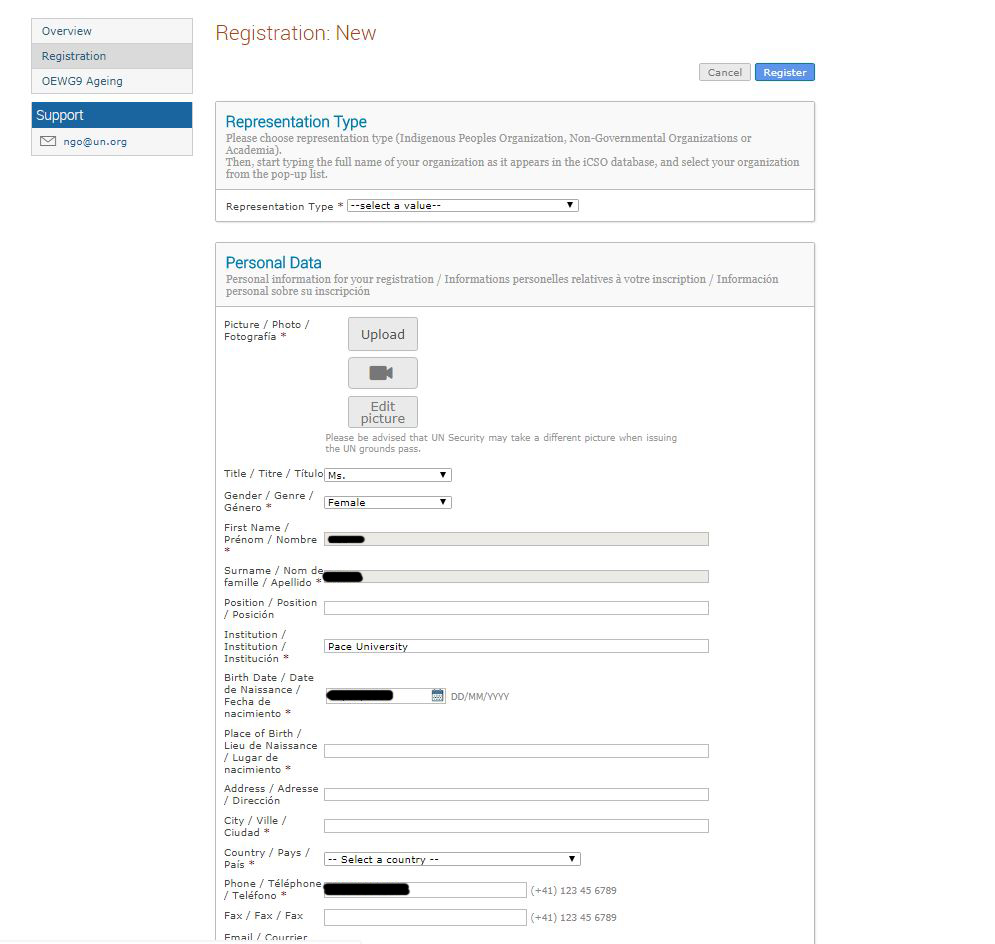 Overview
Registration
OEWG9 Ageing
Support
ngo@un.org
Registration: New
Cancel
Register
Representation Type
Please choose representation type (Indigenous Peoples Organization, Non-Governmental Organizations or
Academia).
Then, start typing the full name of your organization as it appears in the iCSO database, and select your organization
from the pop-up list.
Representation Type * --select a value--
Personal Data
Personal information for your registration / Informations personelles relatives à votre inscription / Información
personal sobre su inscripción
Picture / Photo /
Fotografía *
Upload
Edit
picture
Please be advised that UN Security may take a different picture when issuing
the UN grounds pass.
Title / Titre / Título Ms.
Gender / Genre /
Género *
Female
First Name /
Prénom / Nombre
*
Surname / Nom de
famille / Apellido *
Position / Position
/ Posición
Institution /
Institution /
Institución *
Pace University
Birth Date / Date
de Naissance /
Fecha de
nacimiento *
DD/MM/YYYY
Place of Birth /
Lieu de Naissance
/ Lugar de
nacimiento *
Address / Adresse
/ Dirección
City / Ville /
Ciudad *
Country / Pays /
País *
-- Select a country --
Phone / Téléphone
/ Teléfono *
(+41) 123 45 6789
Fax / Fax / Fax
(+41) 123 45 6789
Email / Courrier